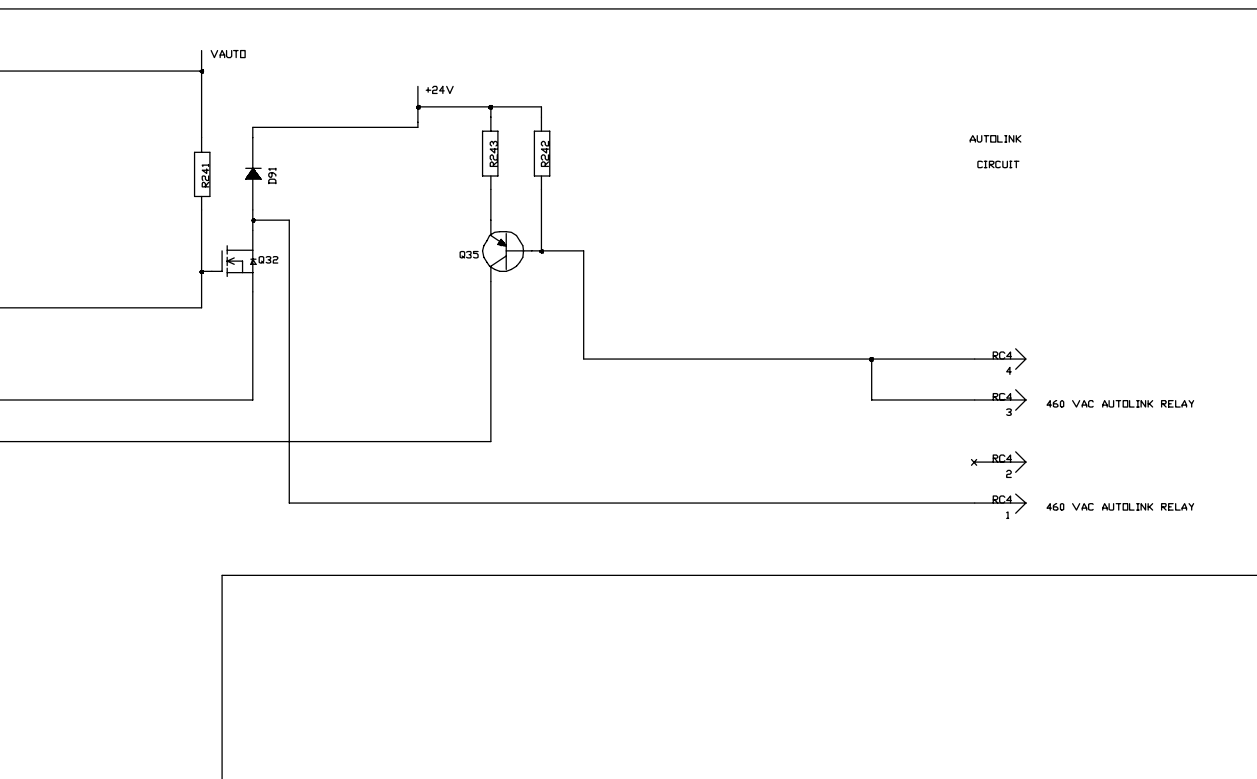 VAUTO
+24V
AUTOLINK
CIRCUIT
R241
D91
R243
R242
Q32
Q35
RC4
4
RC4
3
460 VAC AUTOLINK RELAY
RC4
2
RC4
1
460 VAC AUTOLINK RELAY